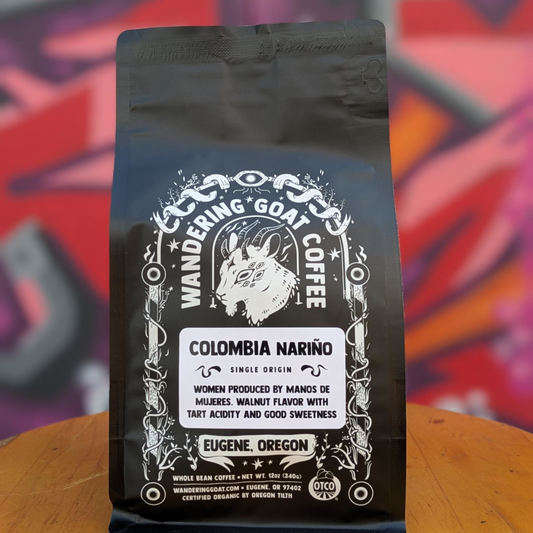 WANDERING GOAT COFFEE
COLOMBIA NARIÑO
SINGLE ORIGIN
WOMEN PRODUCED BY MANOS DE
MUJERES. WALNUT FLAVOR WITH
TART ACIDITY AND GOOD SWEETNESS
EUGENE, OREGON
WHOLE BEAN COFFEE • NET WT. 12oz (340g)
WANDERINGGOAT.COM • EUGENE, OR 97402
CERTIFIED ORGANIC BY OREGON TILTH
OTCO